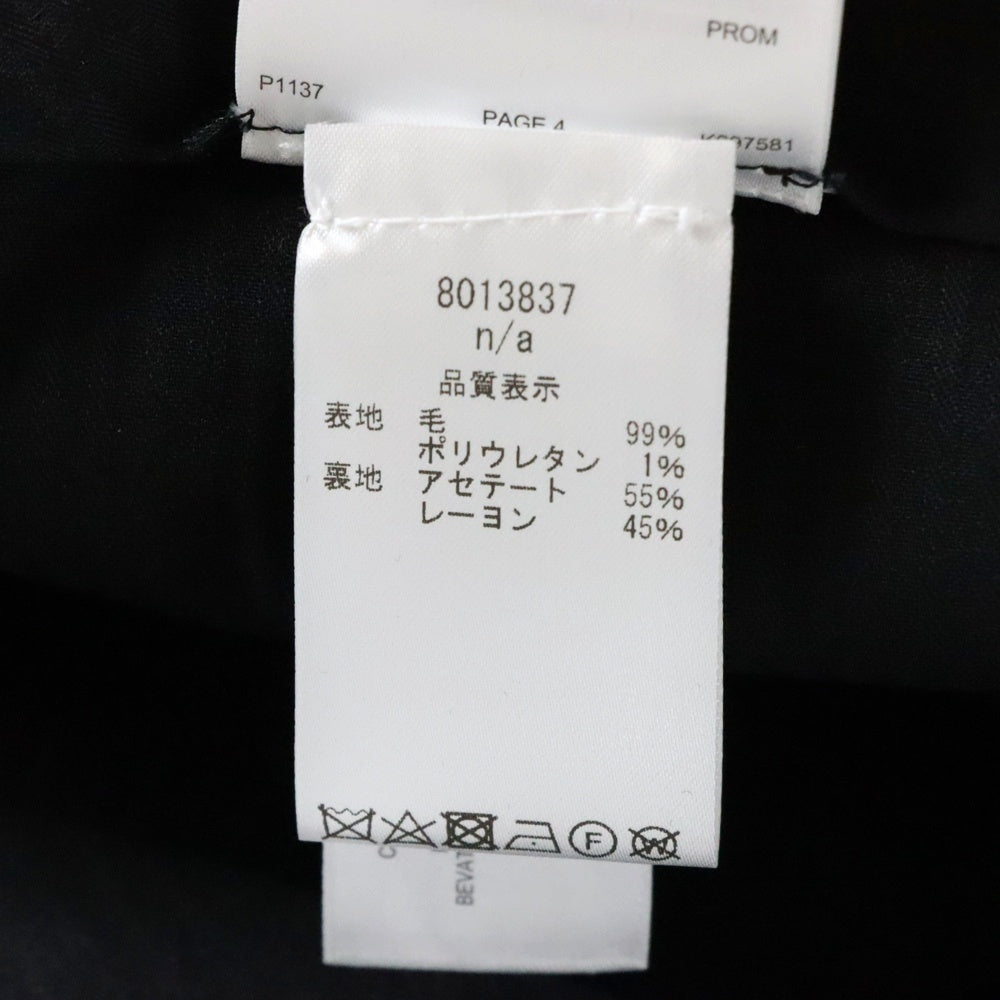 PROM
P1137
PAGE 4
8013837
n/a
品質表示
表地 毛 99%
ポリウレタン 1%
裏地 アセテート 55%
レーヨン 45%
F
W
BEVAT